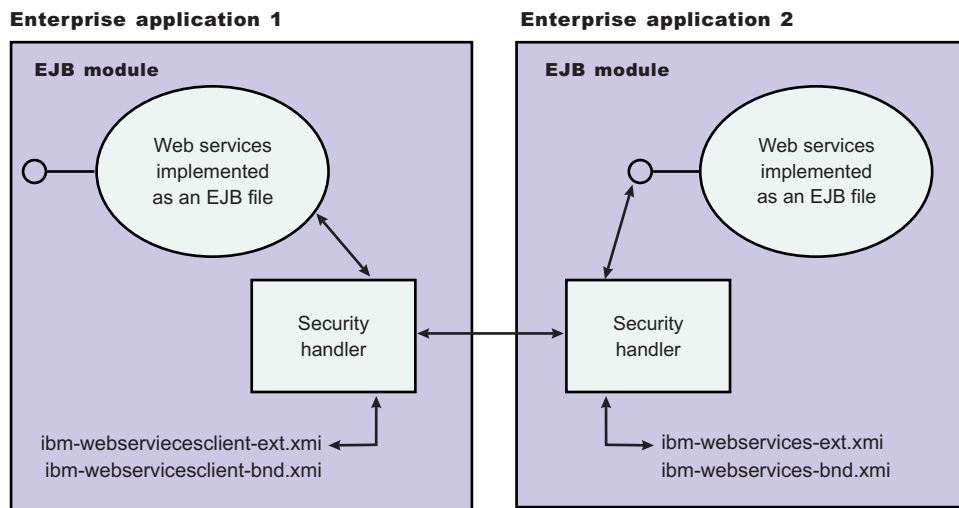 Enterprise application 1
EJB module
Web services
implemented
as an EJB file
Security
handler
ibm-webserviecesclient-ext.xmi
ibm-webservicesclient-bnd.xmi
Enterprise application 2
EJB module
Web services
implemented
as an EJB file
Security
handler
ibm-webservices-ext.xmi
ibm-webservices-bnd.xmi